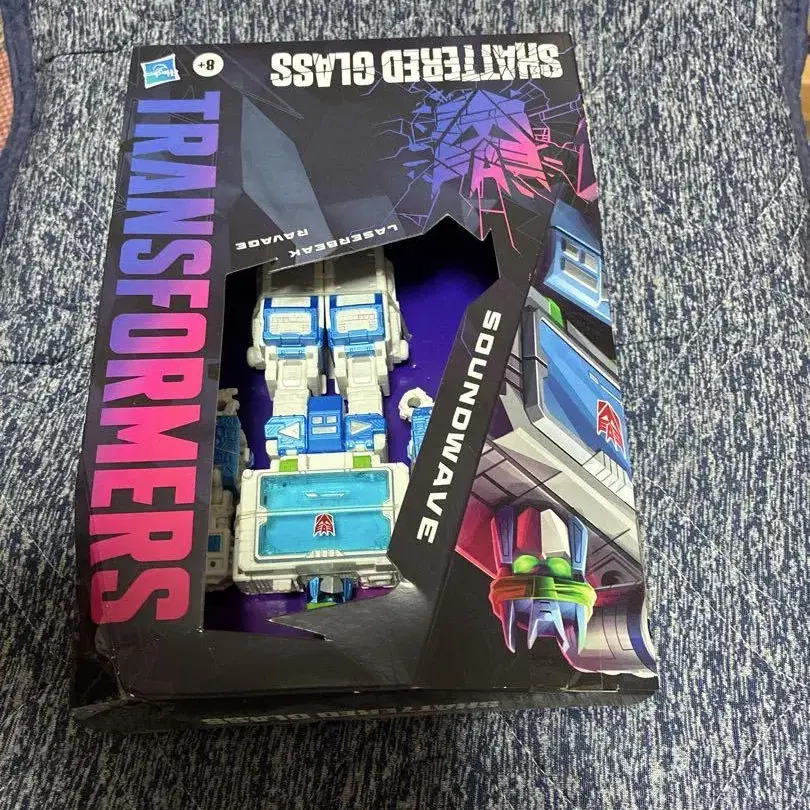 SHATTERED GLASS
Hasbro
8+
TRANSFORMERS
LASERBEAK
RAVAGE
SOUNDWAVE
SHATTERED GLASS